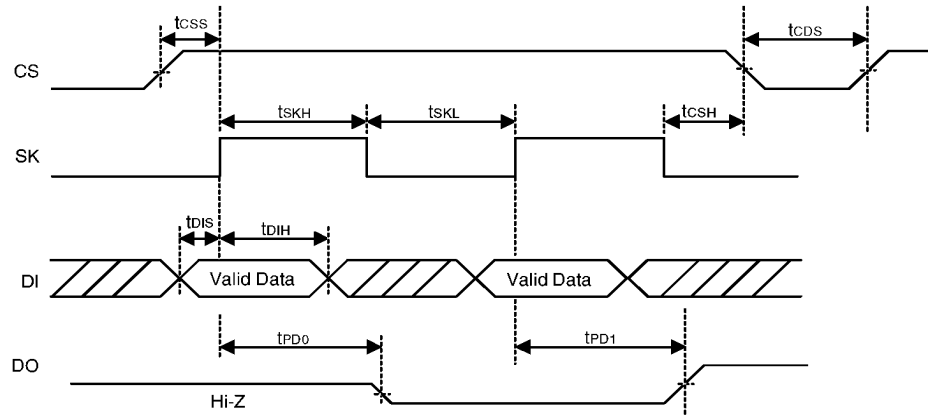 tCSS
tCDS
CS
tSKH
tSKL
tCSH
SK
tDIS
tDIH
DI
Valid Data
Valid Data
tPD0
tPD1
DO
Hi-Z